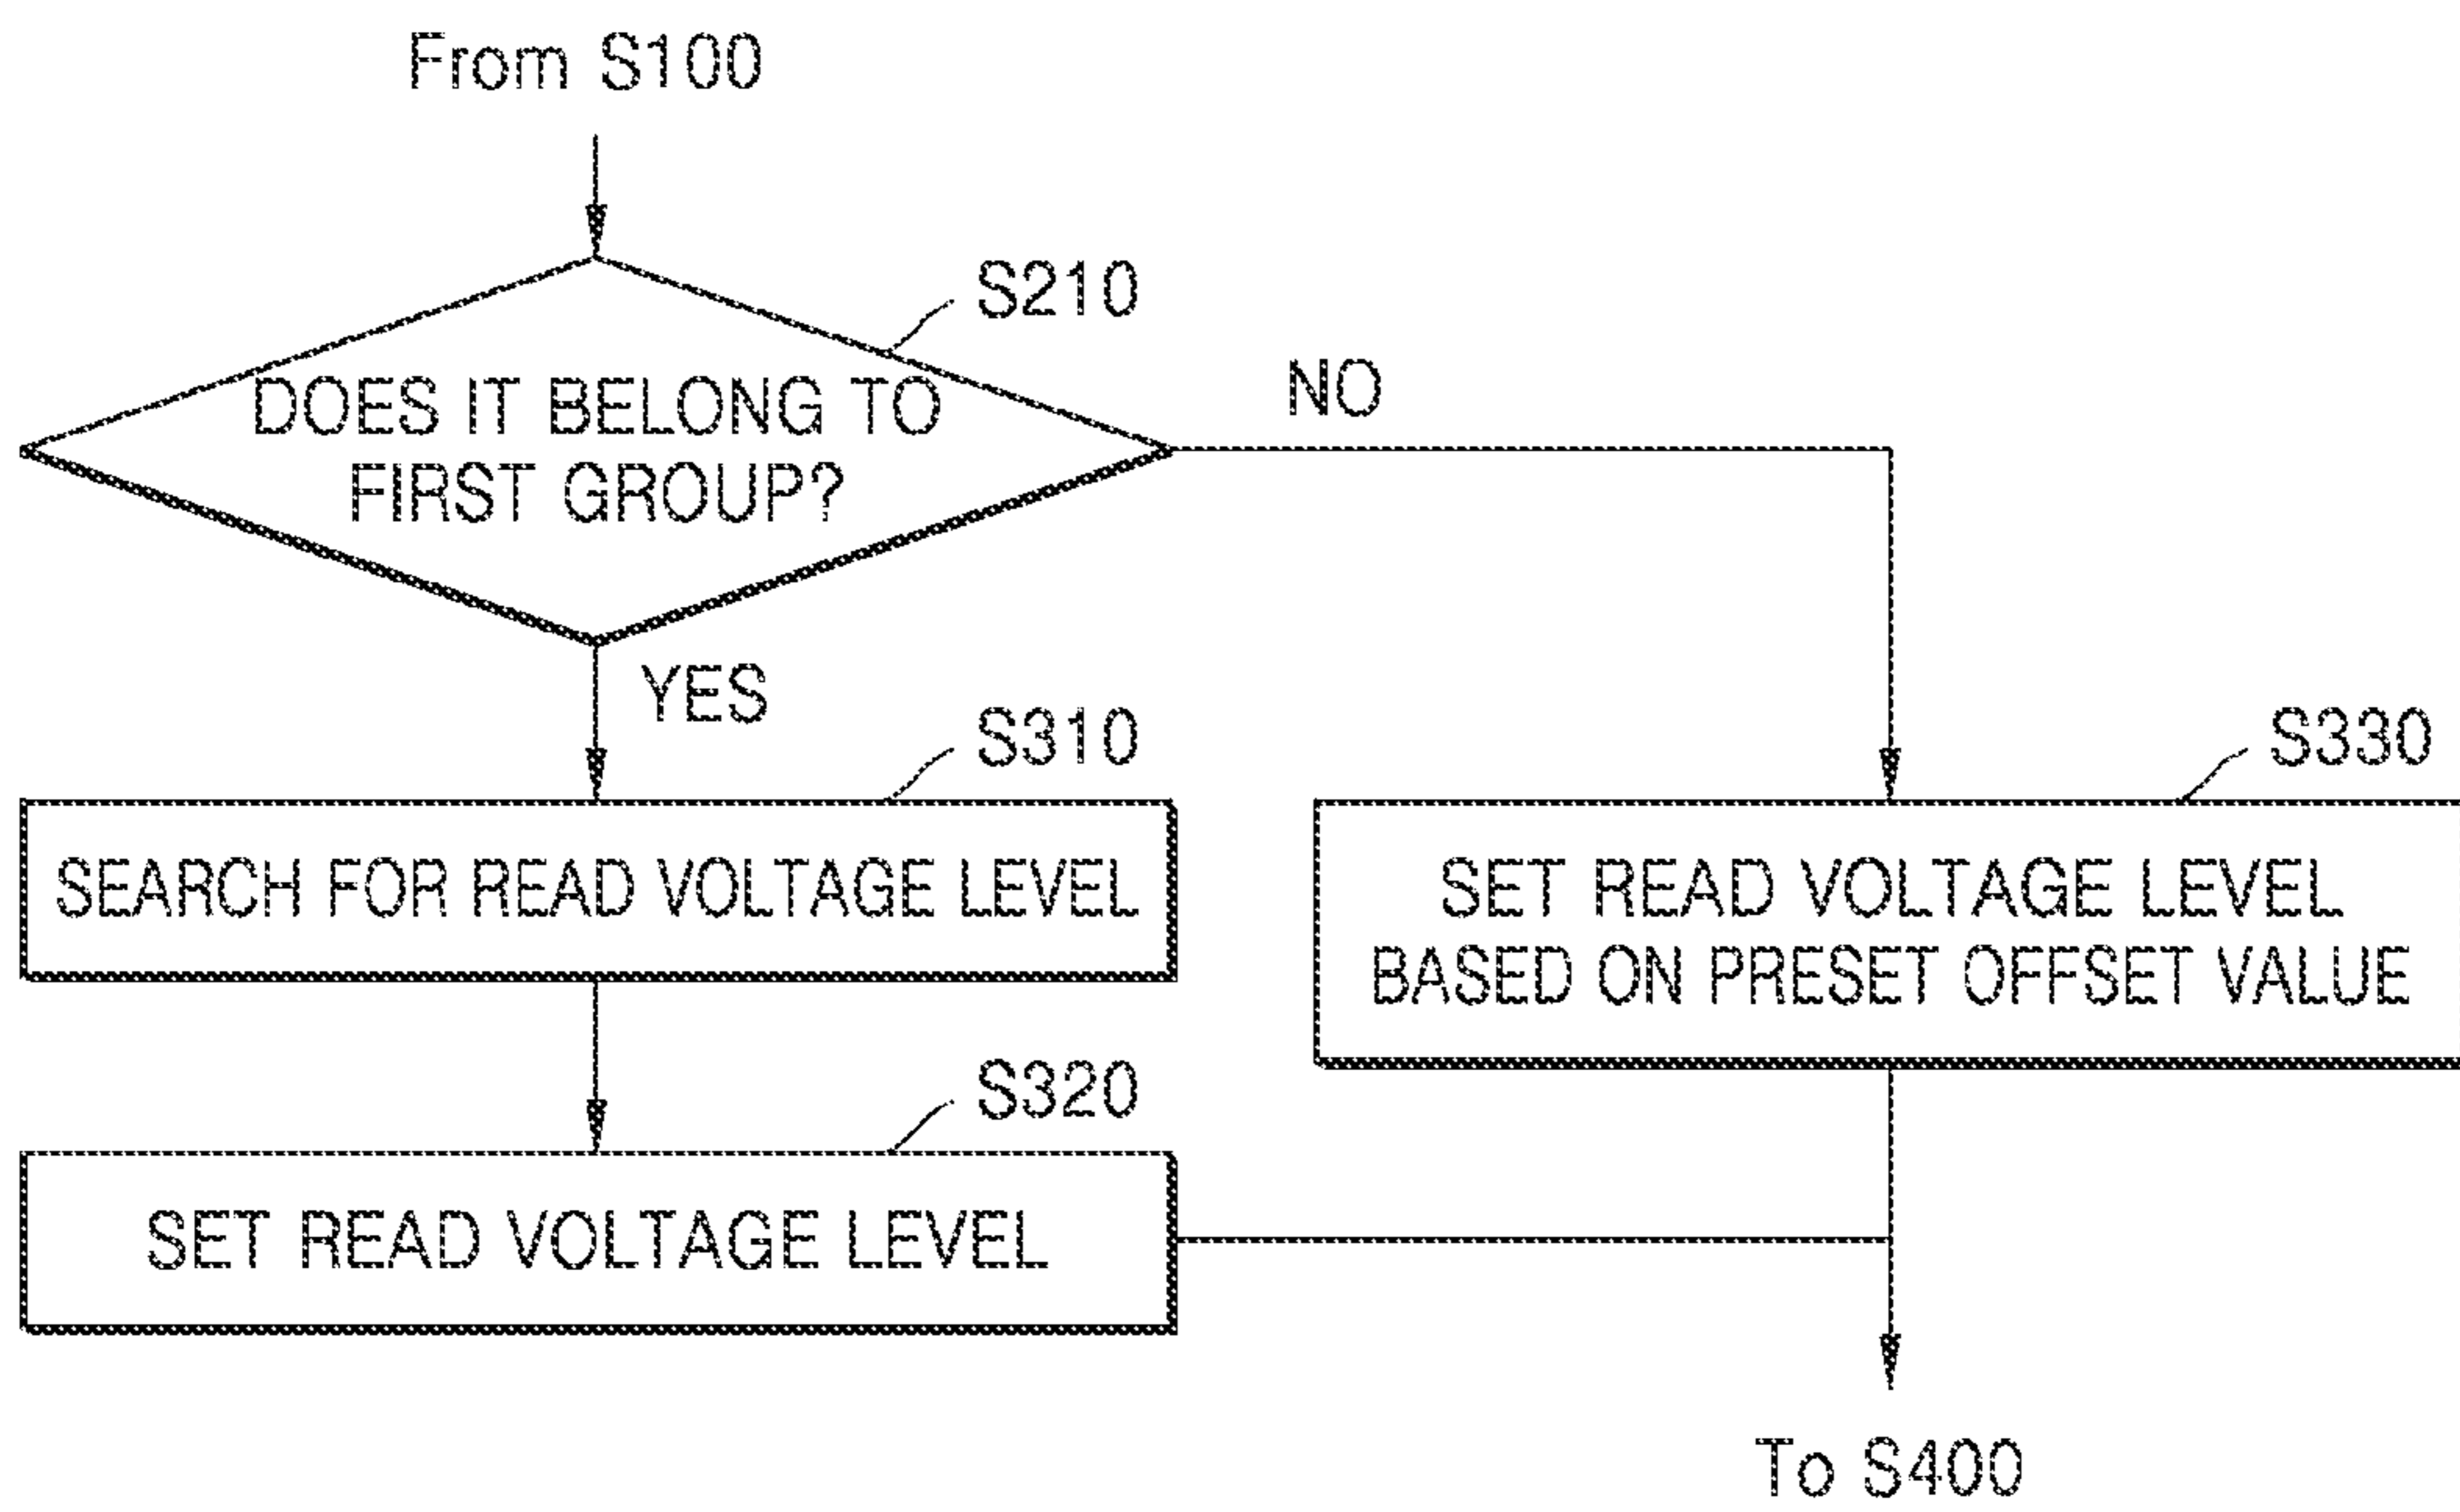 From S100
S210
DOES IT BELONG TO
FIRST GROUP?
NO
YES
S310
SEARCH FOR READ VOLTAGE LEVEL
S330
SET READ VOLTAGE LEVEL
BASED ON PRESET OFFSET VALUE
S320
SET READ VOLTAGE LEVEL
To S400